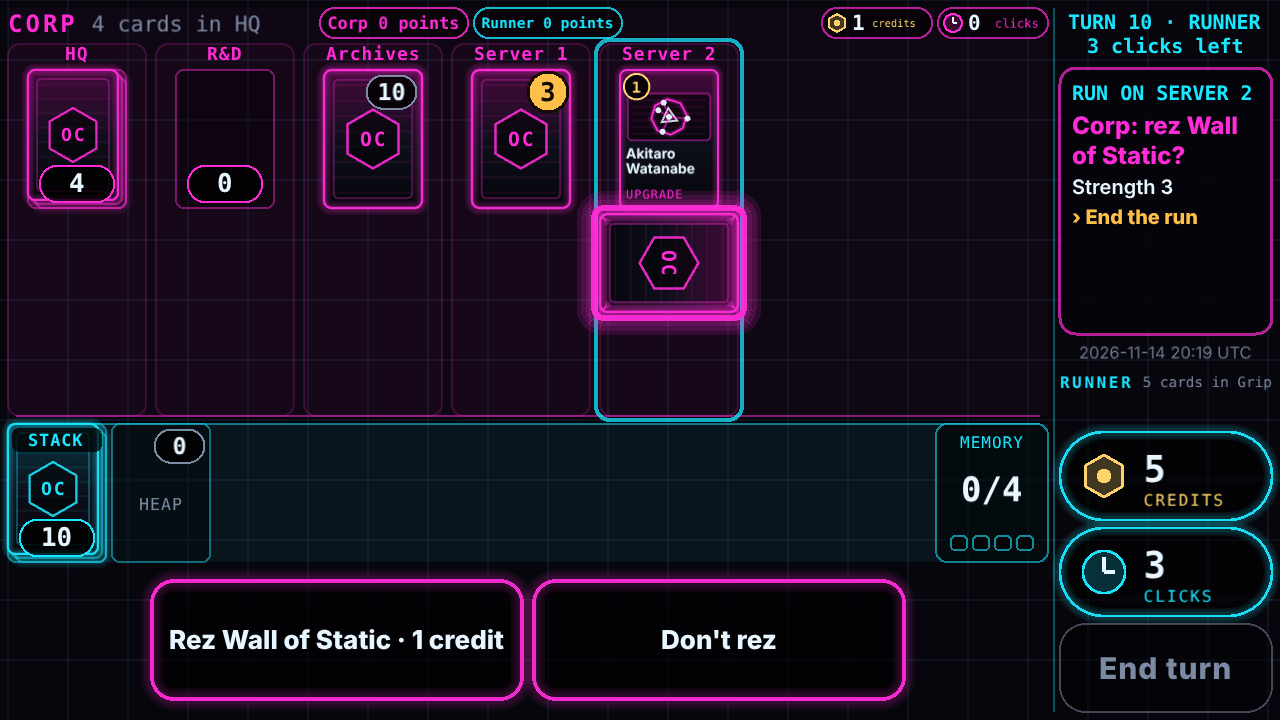 CORP 4 cards in HQ
Corp 0 points
Runner 0 points
1 credits
0 clicks
HQ
R&D
Archives
Server 1
Server 2
OC
4
0
OC
10
OC
3
1
Akitaro
Watanabe
UPGRADE
OC
STACK
OC
10
0
HEAP
MEMORY
0/4
Rez Wall of Static · 1 credit
Don't rez
TURN 10 · RUNNER
3 clicks left
RUN ON SERVER 2
Corp: rez Wall
of Static?
Strength 3
› End the run
2026-11-14 20:19 UTC
RUNNER 5 cards in Grip
5
CREDITS
3
CLICKS
End turn